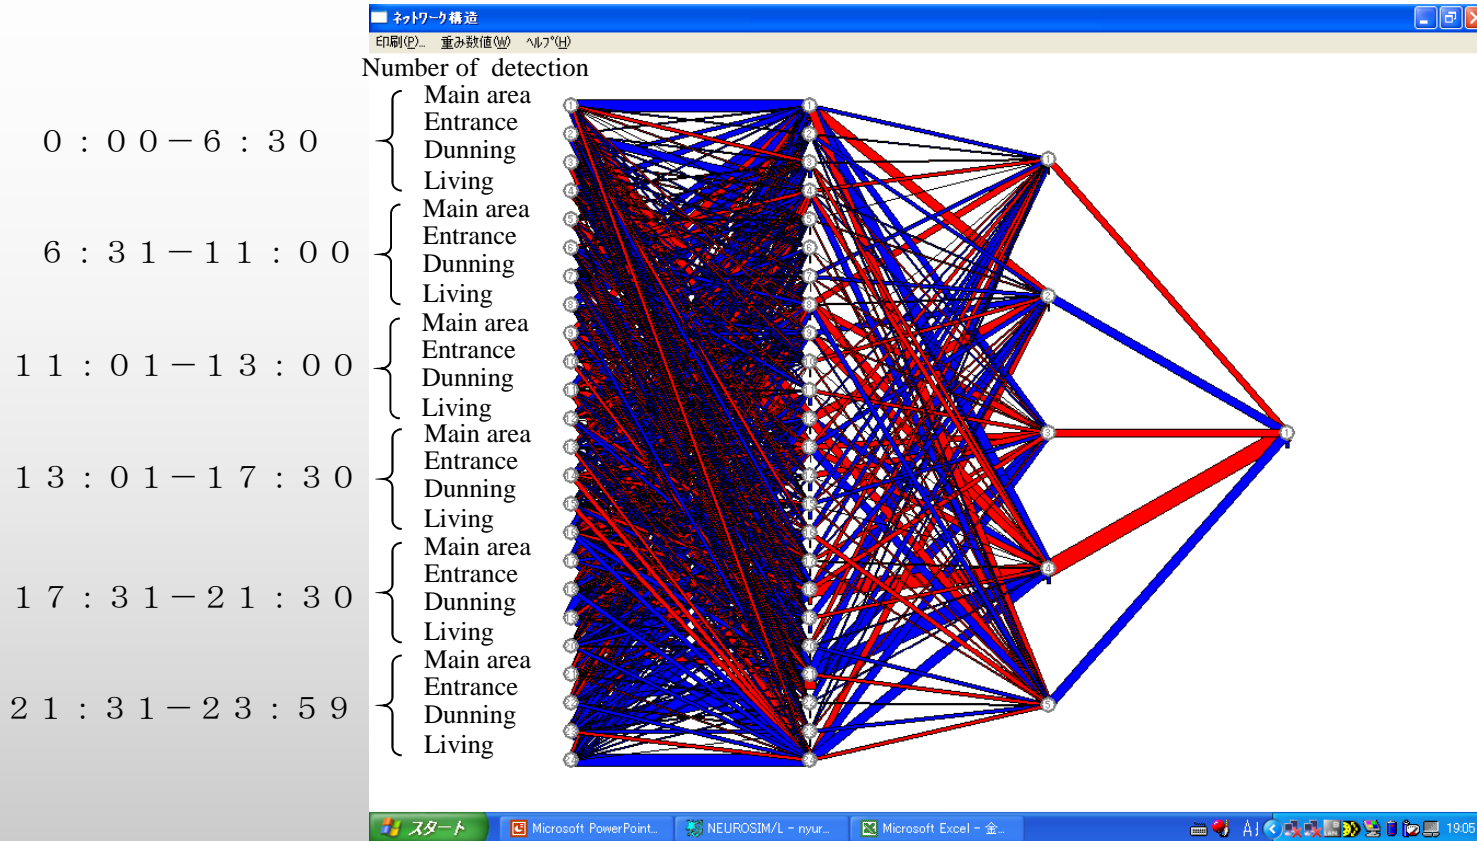 ネットワーク構造
印刷(P)... 重み数値(W) ヘルプ(H)
Number of detection
0:00-6:30
Main area
Entrance
Dunning
Living
6:31-11:00
Main area
Entrance
Dunning
Living
11:01-13:00
Main area
Entrance
Dunning
Living
13:01-17:30
Main area
Entrance
Dunning
Living
17:31-21:30
Main area
Entrance
Dunning
Living
21:31-23:59
Main area
Entrance
Dunning
Living
スタート Microsoft PowerPoint... NEUROSIM/L - nyur... Microsoft Excel - 金... 19:05